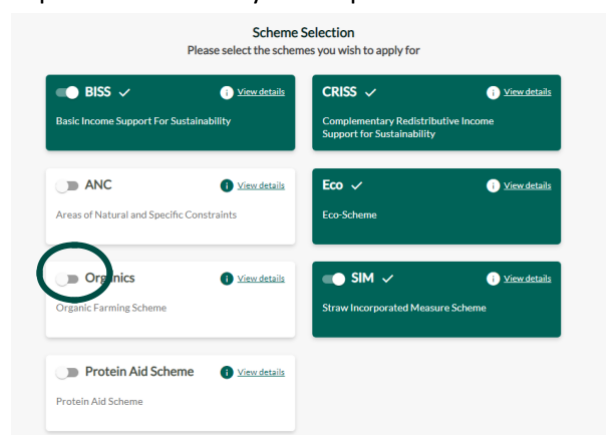 Scheme Selection
Please select the schemes you wish to apply for
BISS
View details
Basic Income Support For Sustainability
CRISS
View details
Complementary Redistributive Income
Support for Sustainability
ANC
View details
Areas of Natural and Specific Constraints
Eco
View details
Eco-Scheme
Organics
View details
Organic Farming Scheme
SIM
View details
Straw Incorporated Measure Scheme
Protein Aid Scheme
View details
Protein Aid Scheme